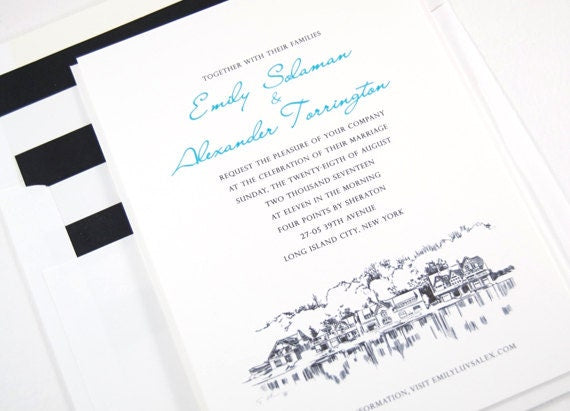 TOGETHER WITH THEIR FAMILIES
Emily Solaman
&
Alexander Torrington
REQUEST THE PLEASURE OF YOUR COMPANY
AT THE CELEBRATION OF THEIR MARRIAGE
SUNDAY, THE TWENTY-EIGTH OF AUGUST
TWO THOUSAND SEVENTEEN
AT ELEVEN IN THE MORNING
FOUR POINTS BY SHERATON
27-05 39TH AVENUE
LONG ISLAND CITY, NEW YORK
FORMATION, VISIT EMILYLUVSALEX.COM